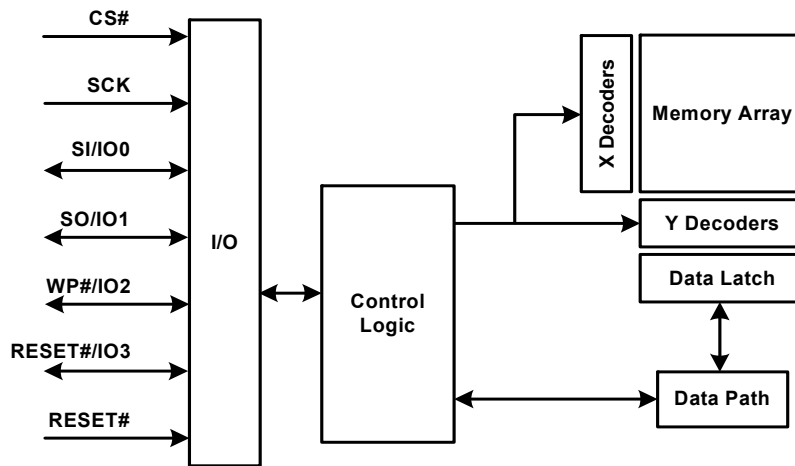 CS#
SCK
SI/IO0
SO/IO1
WP#/IO2
RESET#/IO3
RESET#
I/O
Control
Logic
X Decoders
Memory Array
Y Decoders
Data Latch
Data Path